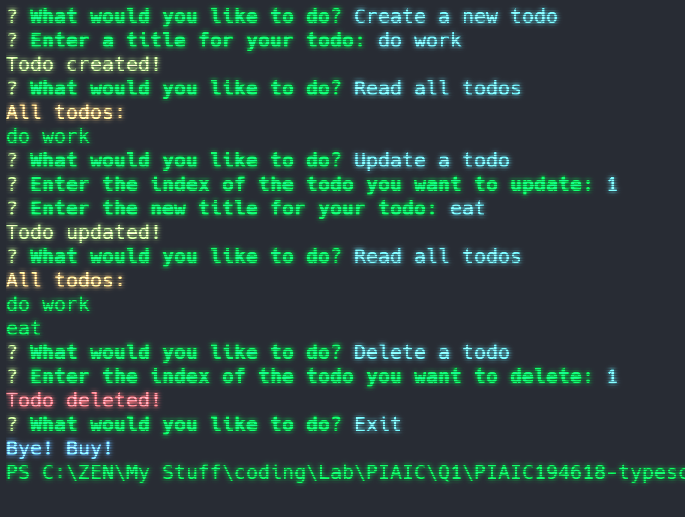 ? What would you like to do? Create a new todo
? Enter a title for your todo: do work
Todo created!
? What would you like to do? Read all todos
All todos:
do work
? What would you like to do? Update a todo
? Enter the index of the todo you want to update: 1
? Enter the new title for your todo: eat
Todo updated!
? What would you like to do? Read all todos
All todos:
do work
eat
? What would you like to do? Delete a todo
? Enter the index of the todo you want to delete: 1
Todo deleted!
? What would you like to do? Exit
Bye! Buy!
PS C:\ZEN\My Stuff\coding\Lab\PIAIC\Q1\PIAIC194618-typesc